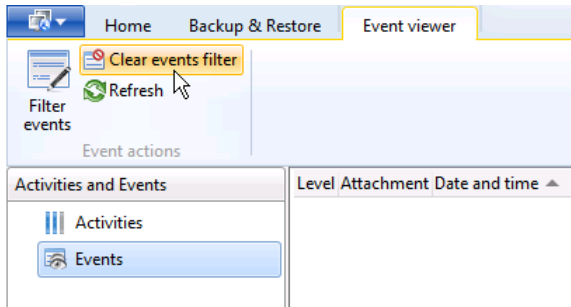 Home Backup & Restore Event viewer
Clear events filter
Refresh
Filter
events
Event actions
Activities and Events
Level Attachment Date and time
Activities
Events